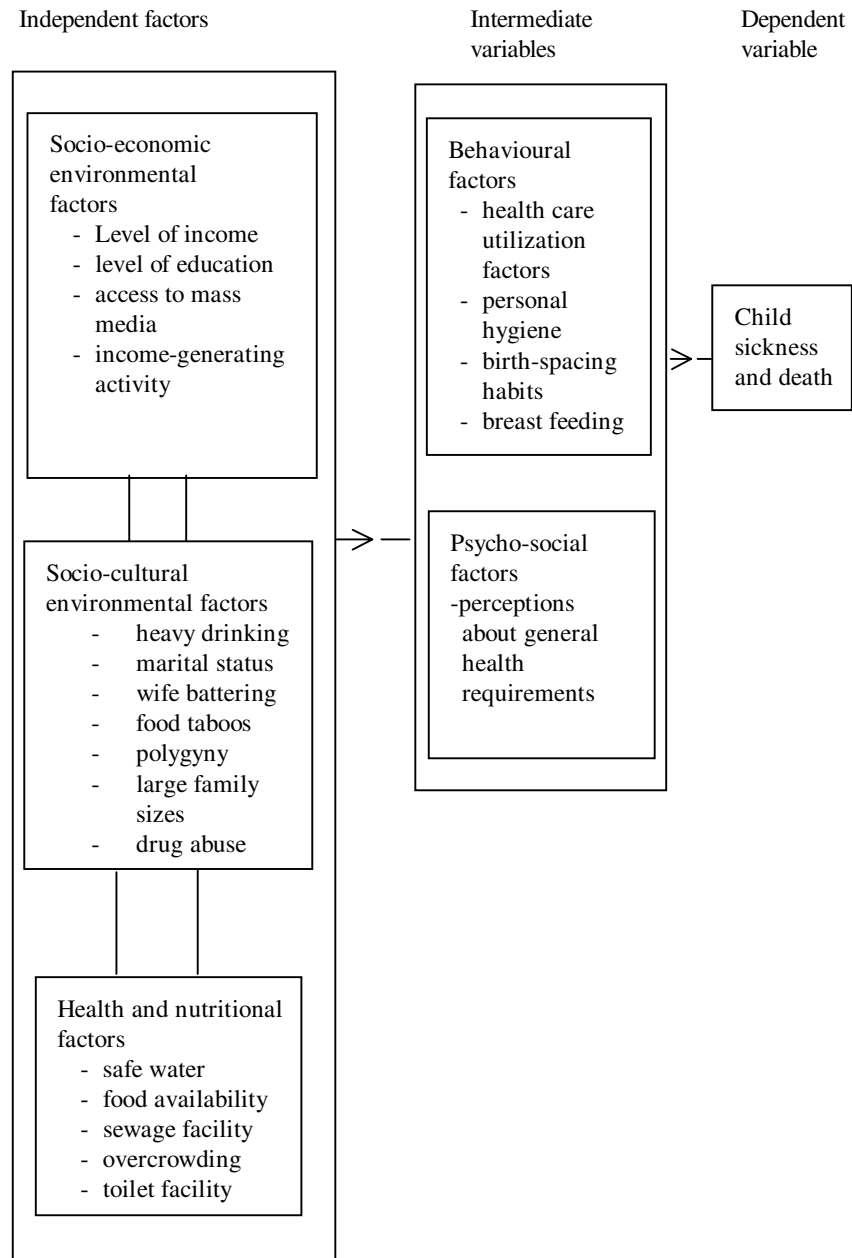 Independent factors
Intermediate
variables
Dependent
variable
Socio-economic
environmental
factors
- Level of income
- level of education
- access to mass
media
- income-generating
activity
Socio-cultural
environmental factors
- heavy drinking
- marital status
- wife battering
- food taboos
- polygyny
- large family
sizes
- drug abuse
Health and nutritional
factors
- safe water
- food availability
- sewage facility
- overcrowding
- toilet facility
Behavioural
factors
- health care
utilization
factors
- personal
hygiene
- birth-spacing
habits
- breast feeding
Psycho-social
factors
-perceptions
about general
health
requirements
Child
sickness
and death